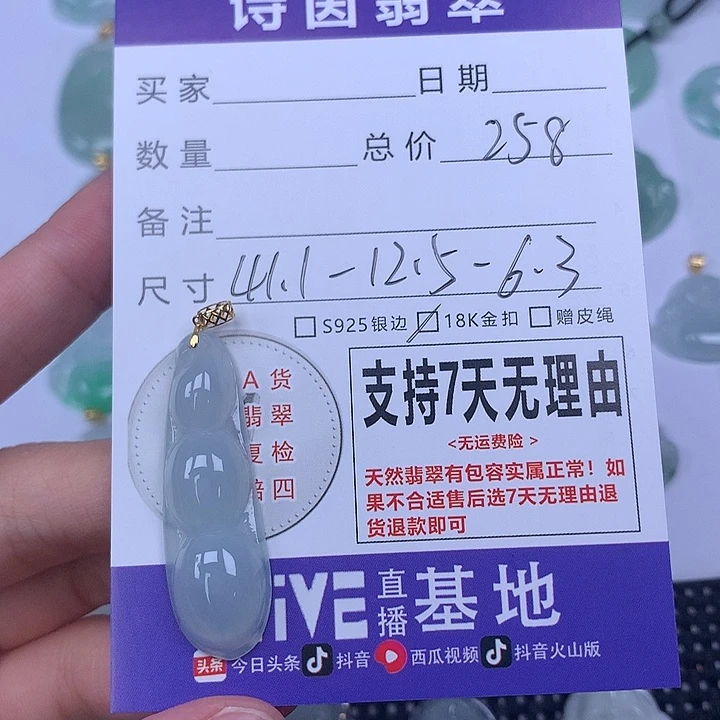 诗茵翡翠
买家 日期
数量 总价 258
备注
尺寸 41.1-12.5-6.3
S925银边 18K金扣 赠皮绳
A货
翡翠
复检
四
支持7天无理由
<无运费险>
天然翡翠有包容实属正常！如
果不合适售后选7天无理由退
货退款即可
iVE直播基地
头条 今日头条 抖音 西瓜视频 抖音火山版